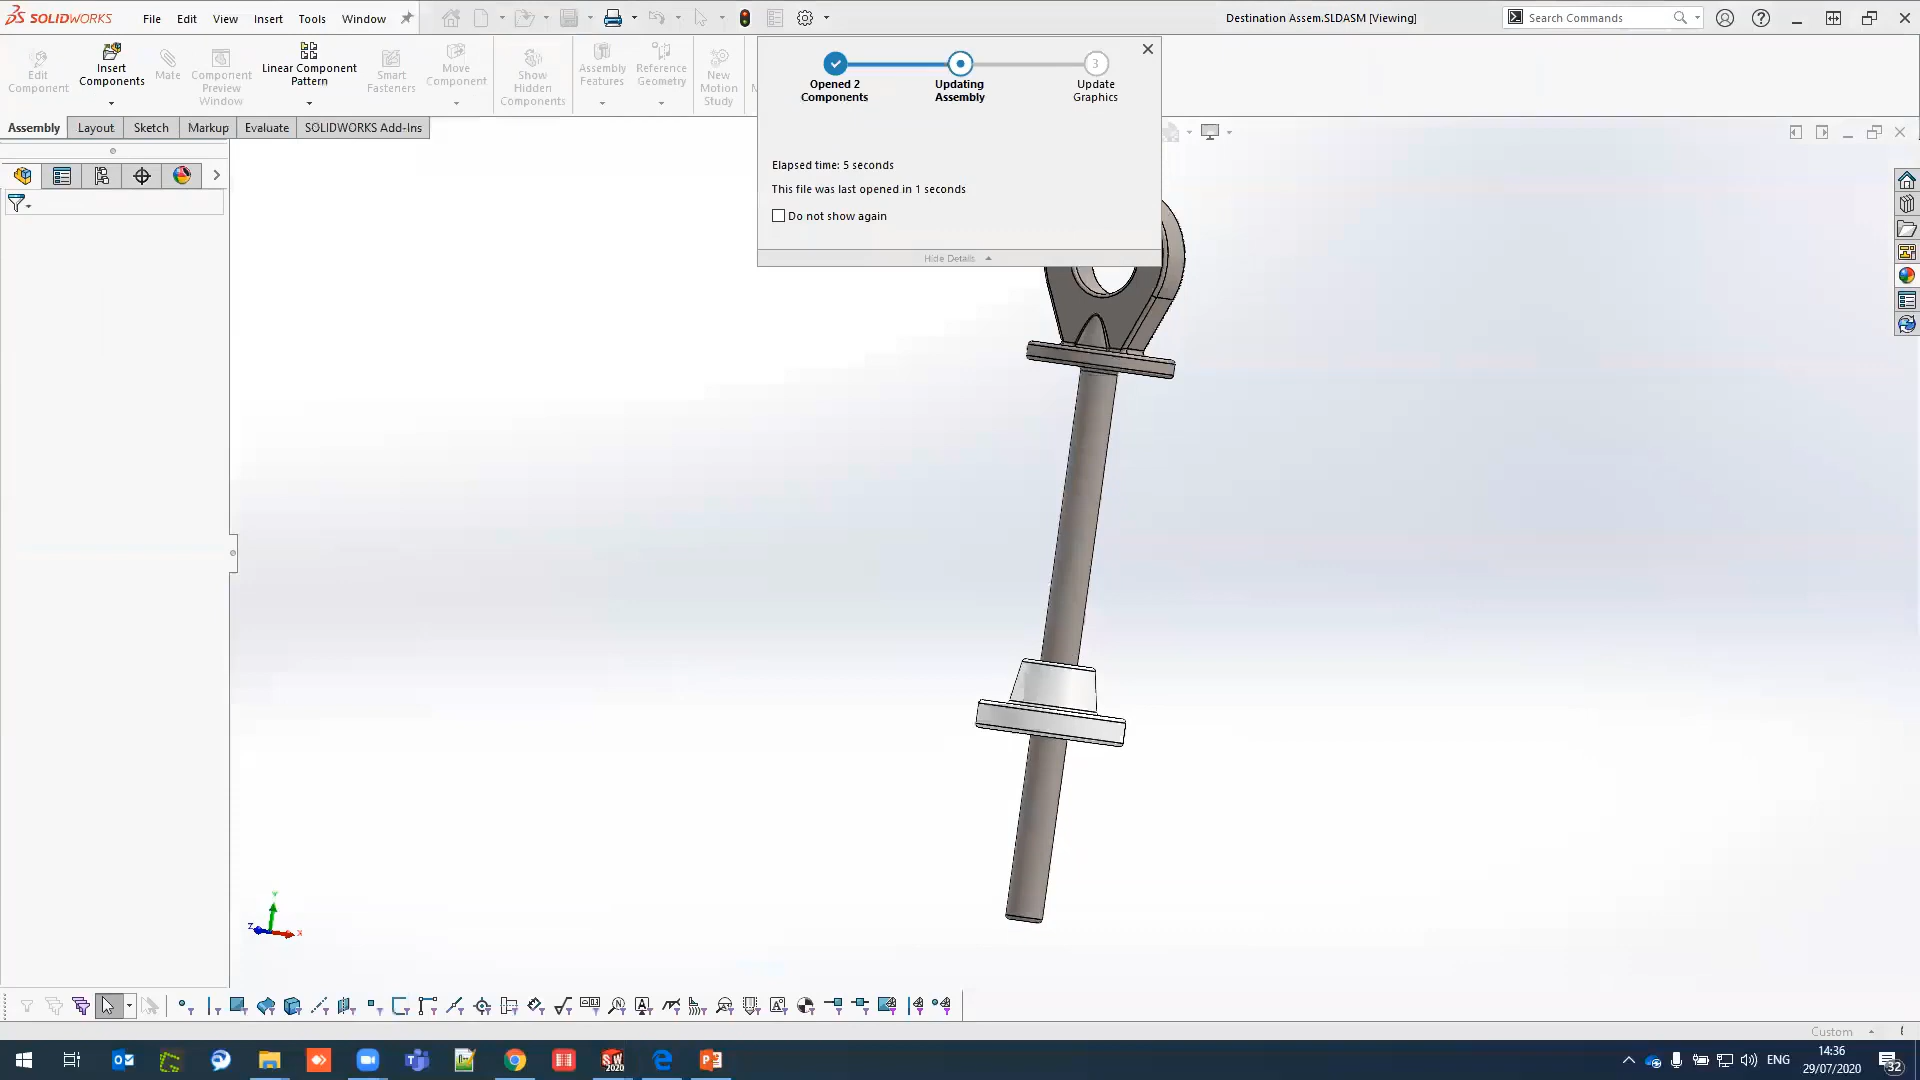 SOLIDWORKS
File Edit View Insert Tools Window
Destination Assem.SLDASM [Viewing]
Search Commands
Edit Component
Insert Components
Mate
Component Preview Window
Linear Component Pattern
Smart Fasteners
Move Component
Show Hidden Components
Assembly Features
Reference Geometry
New Motion Study
Assembly Layout Sketch Markup Evaluate SOLIDWORKS Add-Ins
Opened 2 Components
Updating Assembly
3
Update Graphics
Elapsed time: 5 seconds
This file was last opened in 1 seconds
Do not show again
Hide Details
Y
Z
X
Custom
SW 2020
ENG
14:36
29/07/2020
32